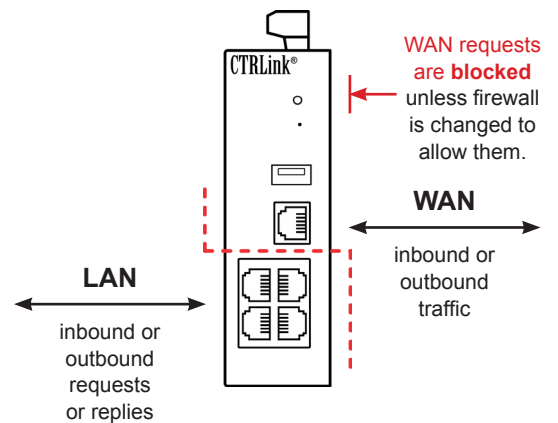 CTRLink®
WAN requests
are blocked
unless firewall
is changed to
allow them.
WAN
inbound or
outbound
traffic
LAN
inbound or
outbound
requests
or replies